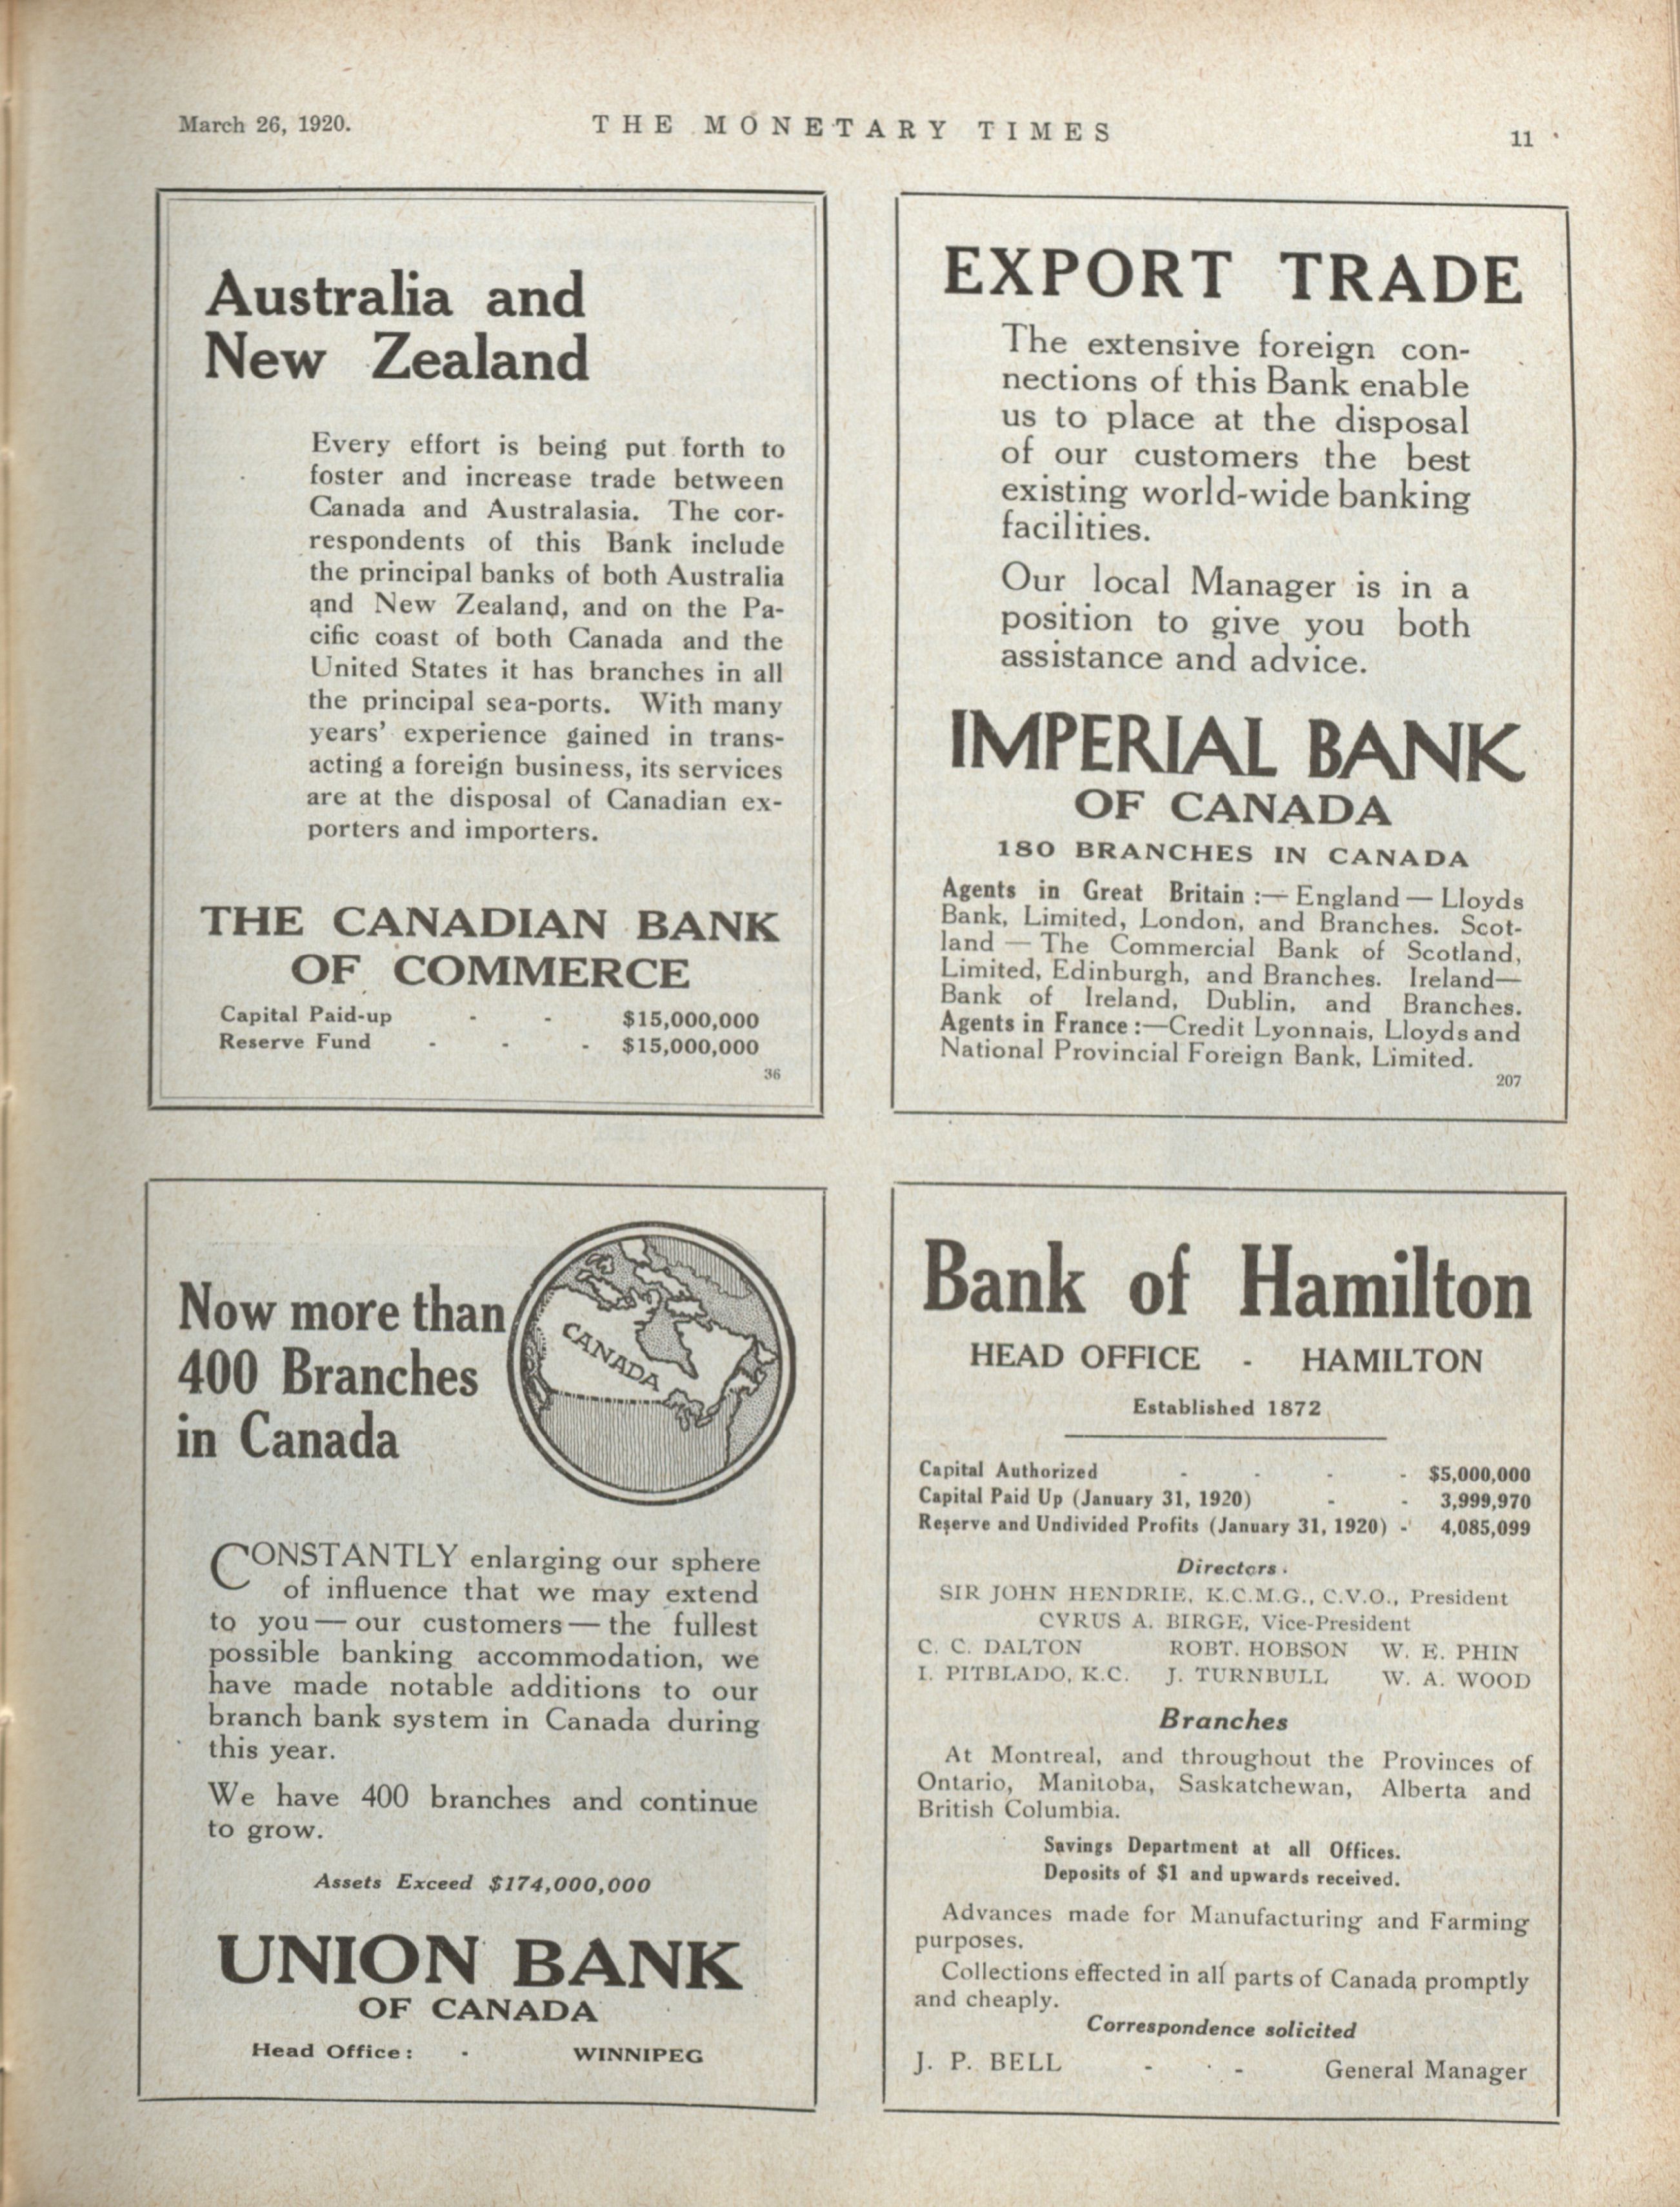 March 26, 1920.
THE MONETARY TIMES
11
Australia and
New Zealand
Every effort is being put forth to
foster and increase trade between
Canada and Australasia. The cor-
respondents of this Bank include
the principal banks of both Australia
and New Zealand, and on the Pa-
cific coast of both Canada and the
United States it has branches in all
the principal sea-ports. With many
years' experience gained in trans-
acting a foreign business, its services
are at the disposal of Canadian ex-
porters and importers.
THE CANADIAN BANK
OF COMMERCE
Capital Paid-up - - $15,000,000
Reserve Fund - - - $15,000,000
36
EXPORT TRADE
The extensive foreign con-
nections of this Bank enable
us to place at the disposal
of our customers the best
existing world-wide banking
facilities.
Our local Manager is in a
position to give you both
assistance and advice.
IMPERIAL BANK
OF CANADA
180 BRANCHES IN CANADA
Agents in Great Britain :— England — Lloyds
Bank, Limited, London, and Branches. Scot-
land — The Commercial Bank of Scotland,
Limited, Edinburgh, and Branches. Ireland—
Bank of Ireland, Dublin, and Branches.
Agents in France :—Credit Lyonnais, Lloyds and
National Provincial Foreign Bank, Limited.
207
Now more than
400 Branches
in Canada
CANADA
CONSTANTLY enlarging our sphere
of influence that we may extend
to you — our customers — the fullest
possible banking accommodation, we
have made notable additions to our
branch bank system in Canada during
this year.
We have 400 branches and continue
to grow.
Assets Exceed $174,000,000
UNION BANK
OF CANADA
Head Office: - WINNIPEG
Bank of Hamilton
HEAD OFFICE - HAMILTON
Established 1872
Capital Authorized - - - - $5,000,000
Capital Paid Up (January 31, 1920) - - 3,999,970
Reserve and Undivided Profits (January 31, 1920) - 4,085,099
Directors.
SIR JOHN HENDRIE, K.C.M.G., C.V.O., President
CYRUS A. BIRGE, Vice-President
C. C. DALTON ROBT. HOBSON W. E. PHIN
I. PITBLADO, K.C. J. TURNBULL W. A. WOOD
Branches
At Montreal, and throughout the Provinces of
Ontario, Manitoba, Saskatchewan, Alberta and
British Columbia.
Savings Department at all Offices.
Deposits of $1 and upwards received.
Advances made for Manufacturing and Farming
purposes.
Collections effected in all parts of Canada promptly
and cheaply.
Correspondence solicited
J. P. BELL - - General Manager